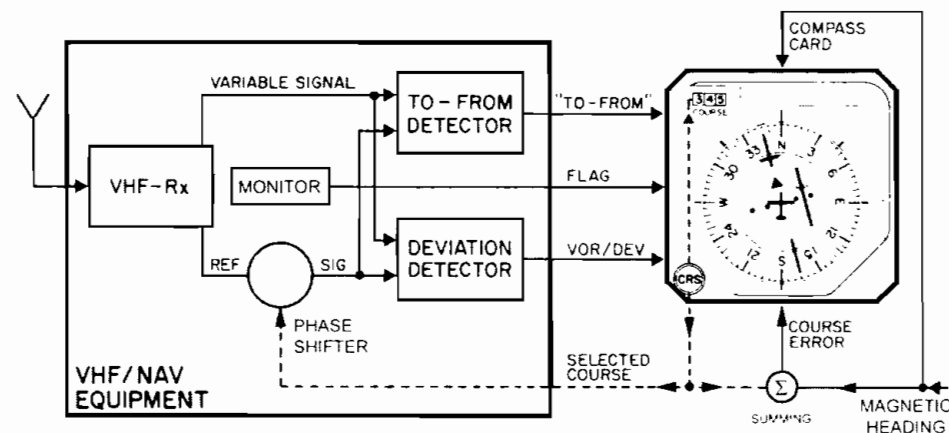 COMPASS
CARD
VARIABLE SIGNAL
TO-FROM
DETECTOR
"TO-FROM"
345
COURSE
VHF-Rx
MONITOR
FLAG
N
3
6
E
12
15
S
21
24
W
30
33
DEVIATION
DETECTOR
REF
SIG
VOR/DEV
CRS
PHASE
SHIFTER
COURSE
ERROR
SELECTED
COURSE
VHF/NAV
EQUIPMENT
Σ
SUMMING
MAGNETIC
HEADING